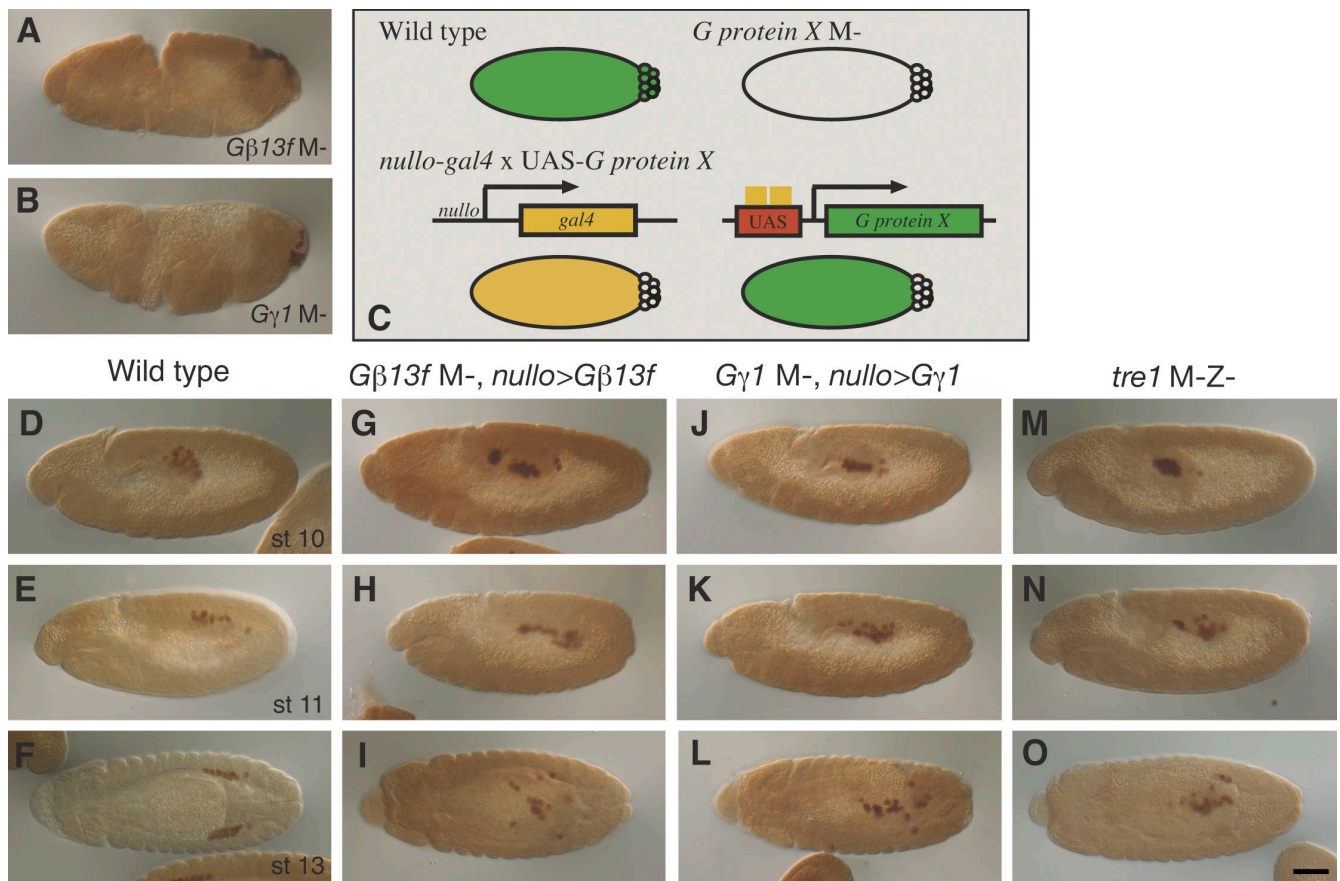 A
Gβ13f M-
B
Gγ1 M-
C
Wild type
G protein X M-
nullo-gal4 x UAS-G protein X
nullo
gal4
UAS
G protein X
Wild type
Gβ13f M-, nullo>Gβ13f
Gγ1 M-, nullo>Gγ1
tre1 M-Z-
D
st 10
G
J
M
E
st 11
H
K
N
F
st 13
I
L
O